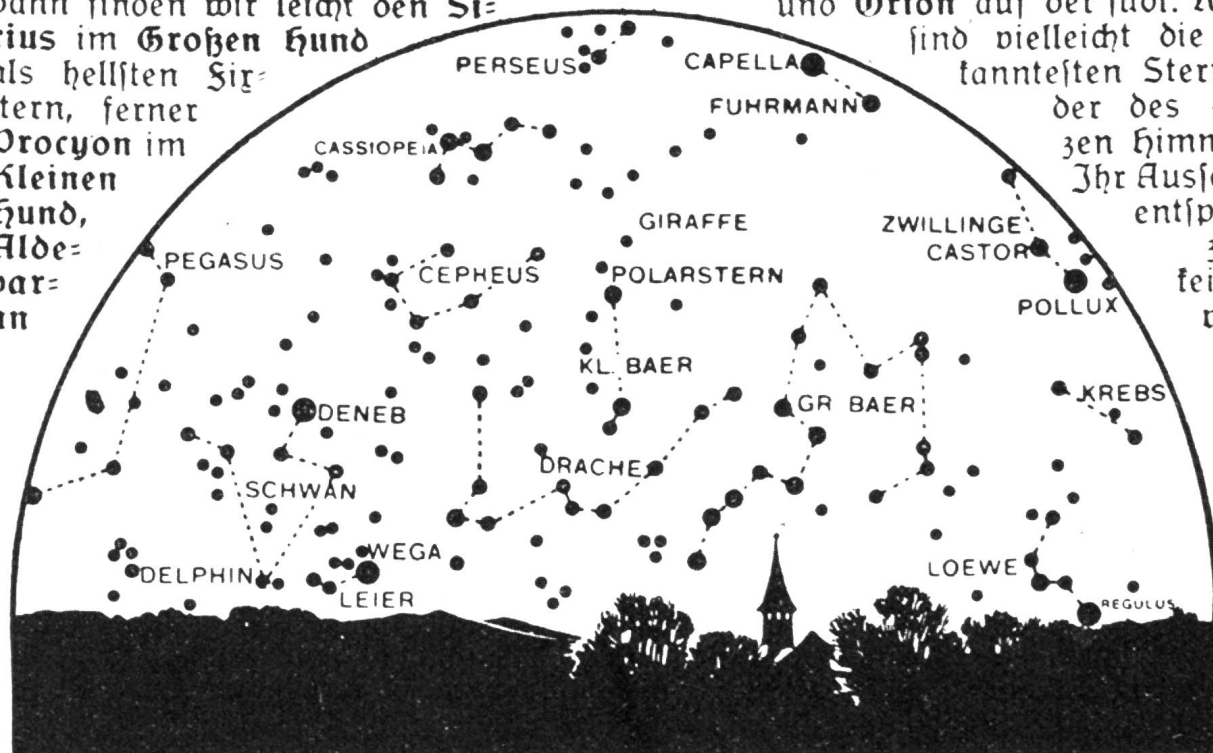 dann finden wir leicht den Si=
rius im Großen Hund
als hellsten Fix=
stern, ferner
Procyon im
Kleinen
Hund,
Alde=
bar=
an
und Orion auf der südl.
sind vielleicht die
kanntesten Ster
der des
zen Himm
Ihr Auss
entsp
kei
PERSEUS
CAPELLA
FUHRMANN
CASSIOPEIA
GIRAFFE
ZWILLINGE
CASTOR
PEGASUS
CEPHEUS
POLARSTERN
POLLUX
KL. BAER
KREBS
DENEB
GR BAER
DRACHE
SCHWAN
WEGA
DELPHIN
LOEWE
LEIER
REGULUS